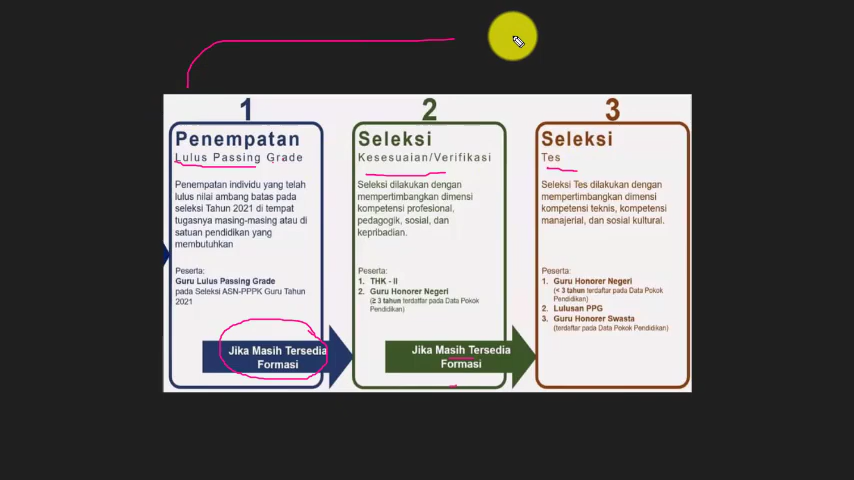 1
Penempatan
Lulus Passing Grade
Penempatan individu yang telah
lulus nilai ambang batas pada
seleksi Tahun 2021 di tempat
tugasnya masing-masing atau di
satuan pendidikan yang
membutuhkan
Peserta:
Guru Lulus Passing Grade
pada Seleksi ASN-PPPK Guru Tahun
2021
Jika Masih Tersedia
Formasi
2
Seleksi
Kesesuaian/Verifikasi
Seleksi dilakukan dengan
mempertimbangkan dimensi
kompetensi profesional,
pedagogik, sosial, dan
kepribadian.
Peserta:
1. THK - II
2. Guru Honorer Negeri
(≥ 3 tahun terdaftar pada Data Pokok
Pendidikan)
Jika Masih Tersedia
Formasi
3
Seleksi
Tes
Seleksi Tes dilakukan dengan
mempertimbangkan dimensi
kompetensi teknis, kompetensi
manajerial, dan sosial kultural.
Peserta:
1. Guru Honorer Negeri
(< 3 tahun terdaftar pada Data Pokok
Pendidikan)
2. Lulusan PPG
3. Guru Honorer Swasta
(terdaftar pada Data Pokok Pendidikan)